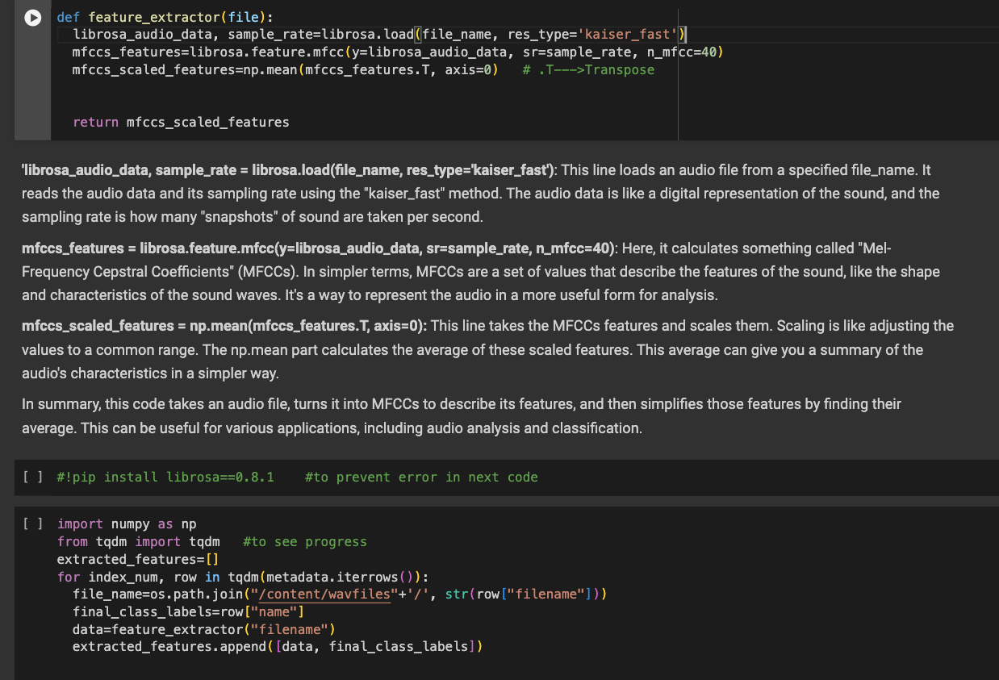 def feature_extractor(file):
librosa_audio_data, sample_rate=librosa.load(file_name, res_type='kaiser_fast')
mfccs_features=librosa.feature.mfcc(y=librosa_audio_data, sr=sample_rate, n_mfcc=40)
mfccs_scaled_features=np.mean(mfccs_features.T, axis=0)   # .T--->Transpose
return mfccs_scaled_features
'librosa_audio_data, sample_rate = librosa.load(file_name, res_type='kaiser_fast'): This line loads an audio file from a specified file_name. It
reads the audio data and its sampling rate using the "kaiser_fast" method. The audio data is like a digital representation of the sound, and the
sampling rate is how many "snapshots" of sound are taken per second.
mfccs_features = librosa.feature.mfcc(y=librosa_audio_data, sr=sample_rate, n_mfcc=40): Here, it calculates something called "Mel-
Frequency Cepstral Coefficients" (MFCCs). In simpler terms, MFCCs are a set of values that describe the features of the sound, like the shape
and characteristics of the sound waves. It's a way to represent the audio in a more useful form for analysis.
mfccs_scaled_features = np.mean(mfccs_features.T, axis=0): This line takes the MFCCs features and scales them. Scaling is like adjusting the
values to a common range. The np.mean part calculates the average of these scaled features. This average can give you a summary of the
audio's characteristics in a simpler way.
In summary, this code takes an audio file, turns it into MFCCs to describe its features, and then simplifies those features by finding their
average. This can be useful for various applications, including audio analysis and classification.
[ ] #!pip install librosa==0.8.1    #to prevent error in next code
[ ] import numpy as np
from tqdm import tqdm   #to see progress
extracted_features=[]
for index_num, row in tqdm(metadata.iterrows()):
file_name=os.path.join("/content/wavfiles"+'/', str(row["filename"]))
final_class_labels=row["name"]
data=feature_extractor("filename")
extracted_features.append([data, final_class_labels])